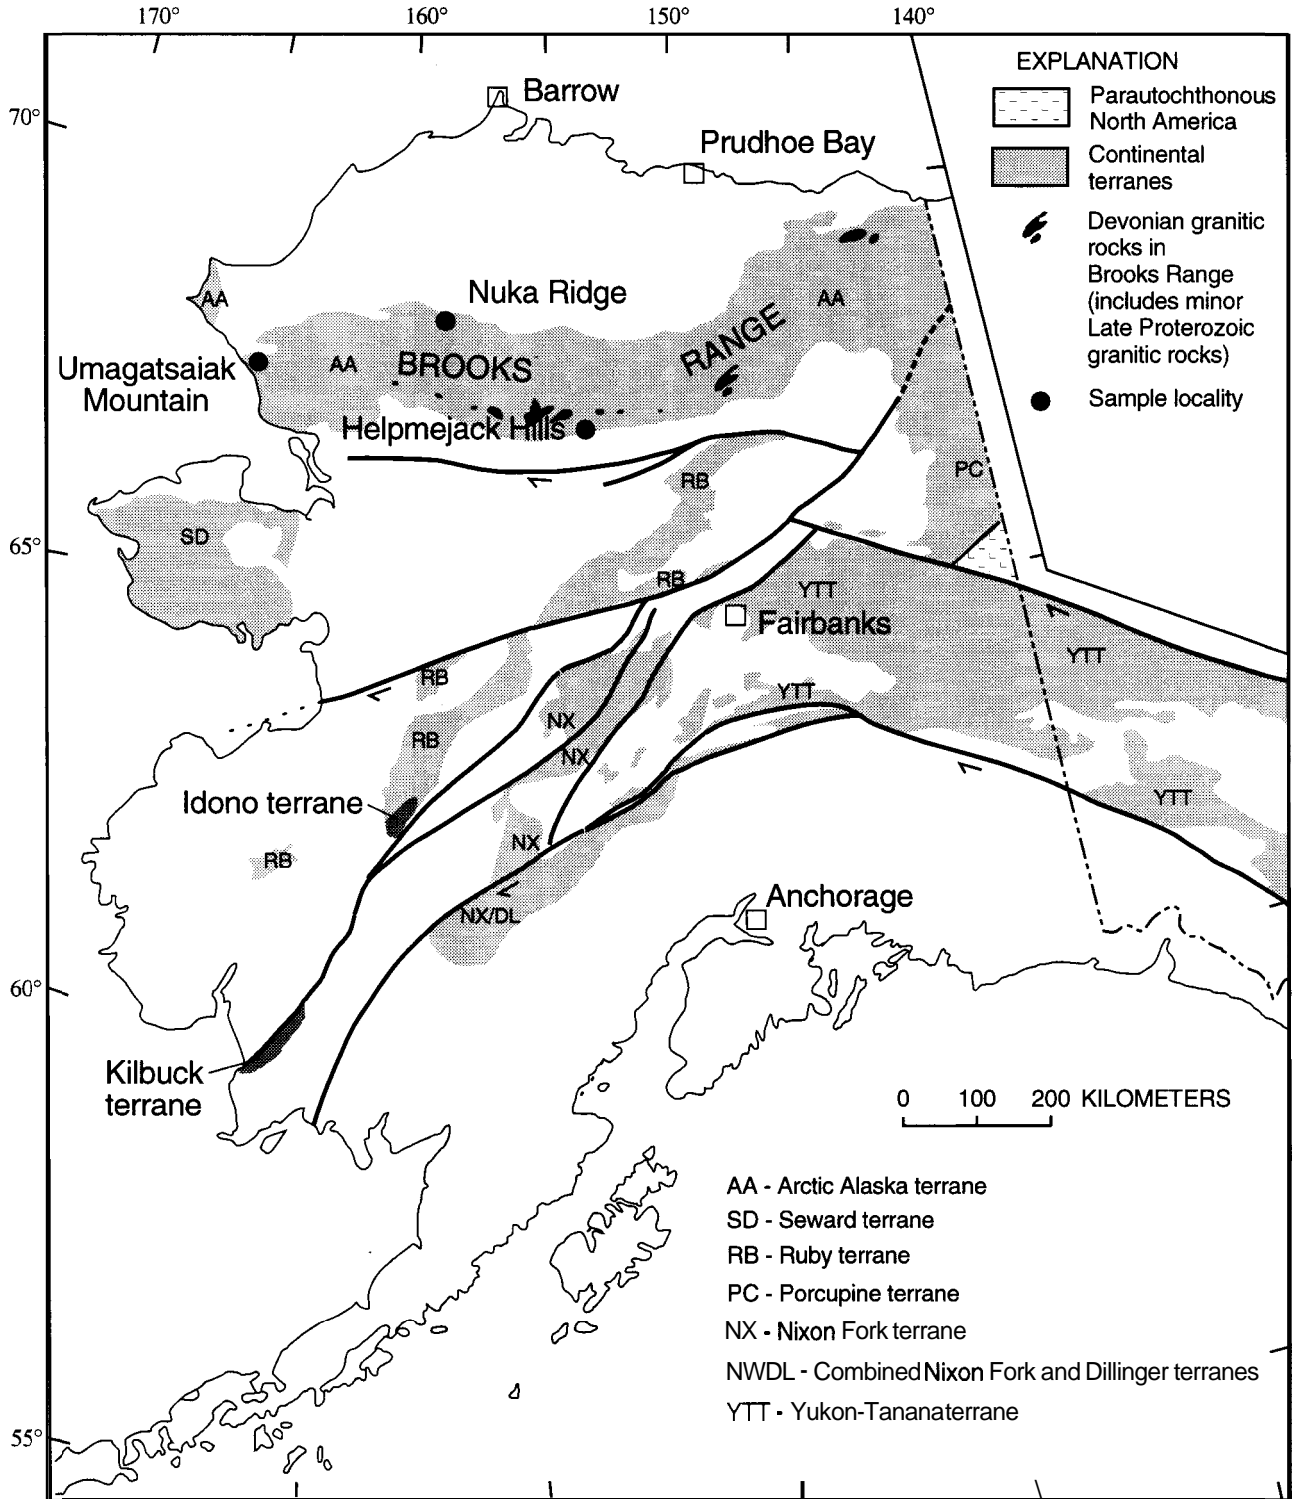 170°
160°
150°
140°
EXPLANATION
Parautochthonous
North America
Continental
terranes
Devonian granitic
rocks in
Brooks Range
(includes minor
Late Proterozoic
granitic rocks)
Sample locality
70°
Barrow
Prudhoe Bay
Nuka Ridge
AA
AA
RANGE
BROOKS
AA
Umagatsaiak
Mountain
Helpmejack Hills
RB
PC
SD
65°
RB
YTT
Fairbanks
YTT
RB
YTT
NX
RB
NX
YTT
Idono terrane
NX
RB
Anchorage
NX/DL
60°
Kilbuck
terrane
0 100 200 KILOMETERS
AA - Arctic Alaska terrane
SD - Seward terrane
RB - Ruby terrane
PC - Porcupine terrane
NX - Nixon Fork terrane
NWDL - Combined Nixon Fork and Dillinger terranes
YTT - Yukon-Tananaterrane
55°